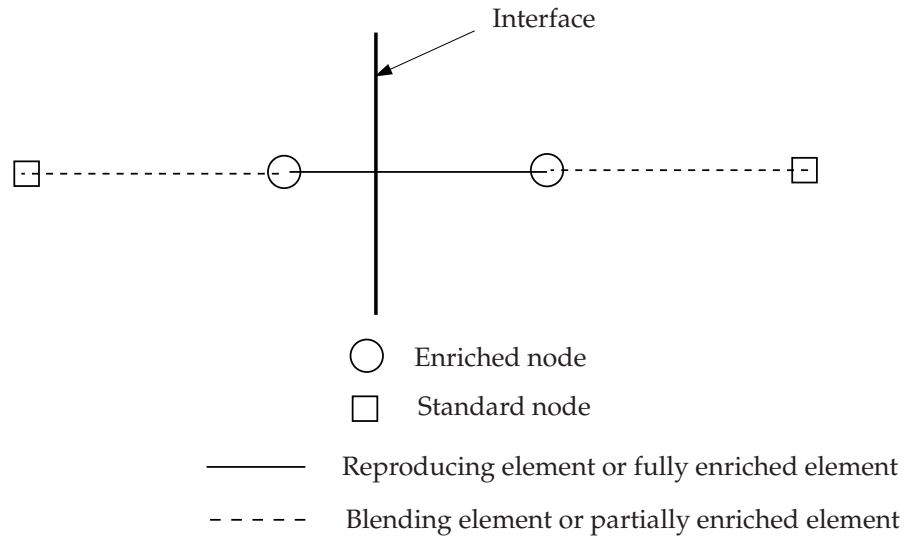 Interface
Enriched node
Standard node
Reproducing element or fully enriched element
Blending element or partially enriched element